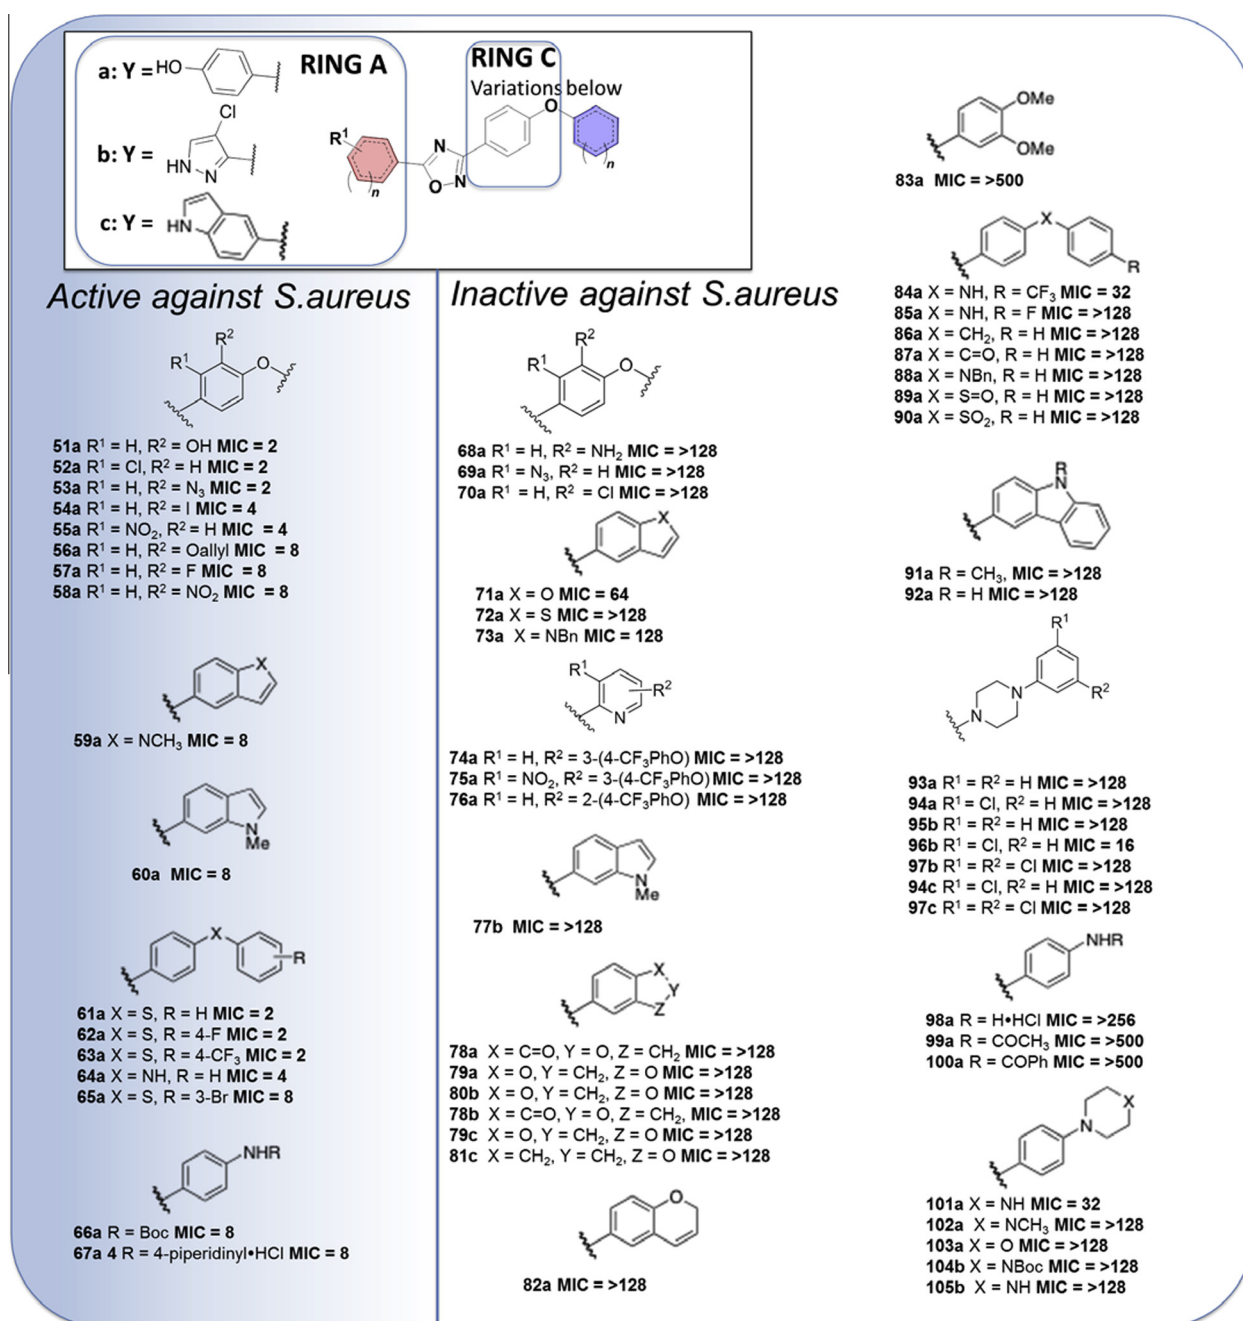 a: Y =
HO
RING A
RING C
Variations below
O
Cl
b: Y =
HN
N
R¹
N
O
N
n
n
c: Y =
HN
Active against S.aureus
R²
R¹
O
51a R¹ = H, R² = OH MIC = 2
52a R¹ = Cl, R² = H MIC = 2
53a R¹ = H, R² = N₃ MIC = 2
54a R¹ = H, R² = I MIC = 4
55a R¹ = NO₂, R² = H MIC = 4
56a R¹ = H, R² = Oallyl MIC = 8
57a R¹ = H, R² = F MIC = 8
58a R¹ = H, R² = NO₂ MIC = 8
X
59a X = NCH₃ MIC = 8
N
Me
60a MIC = 8
X
R
61a X = S, R = H MIC = 2
62a X = S, R = 4-F MIC = 2
63a X = S, R = 4-CF₃ MIC = 2
64a X = NH, R = H MIC = 4
65a X = S, R = 3-Br MIC = 8
NHR
66a R = Boc MIC = 8
67a 4 R = 4-piperidinyl•HCl MIC = 8
Inactive against S.aureus
R²
R¹
O
68a R¹ = H, R² = NH₂ MIC = >128
69a R¹ = N₃, R² = H MIC = >128
70a R¹ = H, R² = Cl MIC = >128
X
71a X = O MIC = 64
72a X = S MIC = >128
73a X = NBn MIC = 128
R¹
R²
N
74a R¹ = H, R² = 3-(4-CF₃PhO) MIC = >128
75a R¹ = NO₂, R² = 3-(4-CF₃PhO) MIC = >128
76a R¹ = H, R² = 2-(4-CF₃PhO) MIC = >128
N
Me
77b MIC = >128
X
Y
Z
78a X = C=O, Y = O, Z = CH₂ MIC = >128
79a X = O, Y = CH₂, Z = O MIC = >128
80b X = O, Y = CH₂, Z = O MIC = >128
78b X = C=O, Y = O, Z = CH₂, MIC = >128
79c X = O, Y = CH₂, Z = O MIC = >128
81c X = CH₂, Y = CH₂, Z = O MIC = >128
O
82a MIC = >128
OMe
OMe
83a MIC = >500
X
R
84a X = NH, R = CF₃ MIC = 32
85a X = NH, R = F MIC = >128
86a X = CH₂, R = H MIC = >128
87a X = C=O, R = H MIC = >128
88a X = NBn, R = H MIC = >128
89a X = S=O, R = H MIC = >128
90a X = SO₂, R = H MIC = >128
R
N
91a R = CH₃, MIC = >128
92a R = H MIC = >128
R¹
N
R²
N
93a R¹ = R² = H MIC = >128
94a R¹ = Cl, R² = H MIC = >128
95b R¹ = R² = H MIC = >128
96b R¹ = Cl, R² = H MIC = 16
97b R¹ = R² = Cl MIC = >128
94c R¹ = Cl, R² = H MIC = >128
97c R¹ = R² = Cl MIC = >128
NHR
98a R = H•HCl MIC = >256
99a R = COCH₃ MIC = >500
100a R = COPh MIC = >500
X
N
101a X = NH MIC = 32
102a X = NCH₃ MIC = >128
103a X = O MIC = >128
104b X = NBoc MIC = >128
105b X = NH MIC = >128